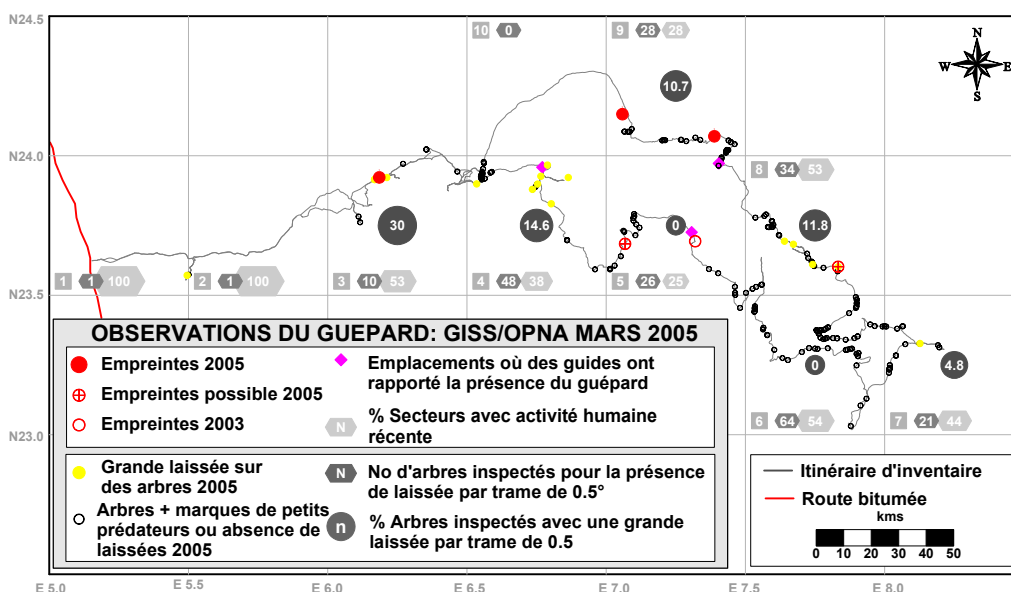 N24.5
10 0
9 28 28
N
W E
S
10.7
N24.0
8 34 53
30
14.6
0
11.8
N23.5
1 1 100
2 1 100
3 10 53
4 48 38
5 26 25
OBSERVATIONS DU GUEPARD: GISS/OPNA MARS 2005
Empreintes 2005
Empreintes possible 2005
Empreintes 2003
Emplacements où des guides ont
rapporté la présence du guépard
N % Secteurs avec activité humaine
récente
Grande laissée sur
des arbres 2005
Arbres + marques de petits
prédateurs ou absence de
laissées 2005
N No d'arbres inspectés pour la présence
de laissée par trame de 0.5°
n % Arbres inspectés avec une grande
laissée par trame de 0.5
0
4.8
6 64 54
7 21 44
N23.0
Itinéraire d'inventaire
Route bitumée
kms
0 10 20 30 40 50
E 5.0 E 5.5 E 6.0 E 6.5 E 7.0 E 7.5 E 8.0